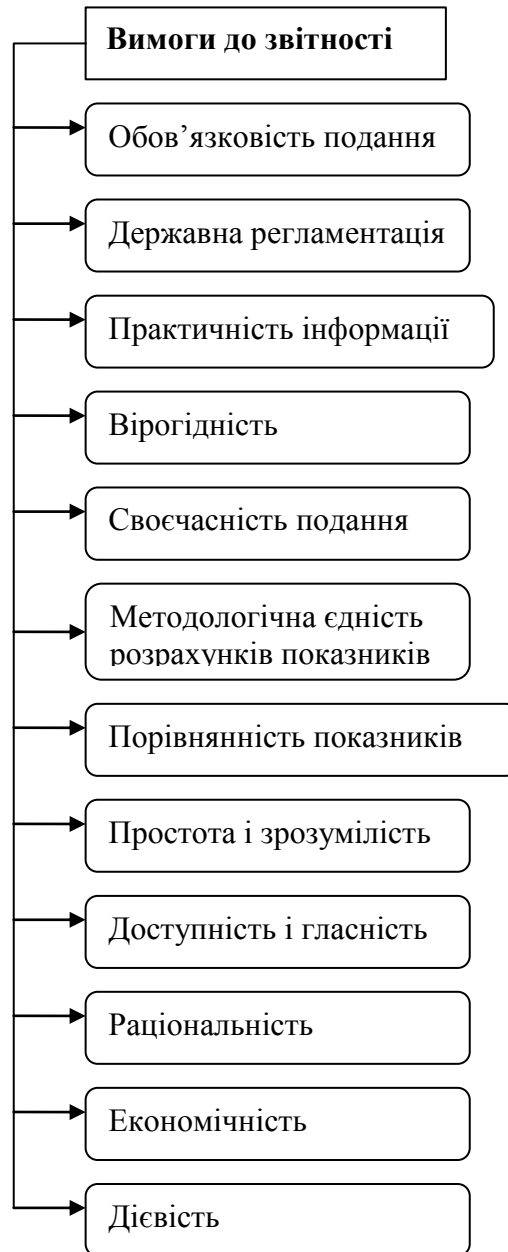 Вимоги до звітності
Обов’язковість подання
Державна регламентація
Практичність інформації
Вірогідність
Своєчасність подання
Методологічна єдність
розрахунків показників
Порівнянність показників
Простота і зрозумілість
Доступність і гласність
Раціональність
Економічність
Дієвість